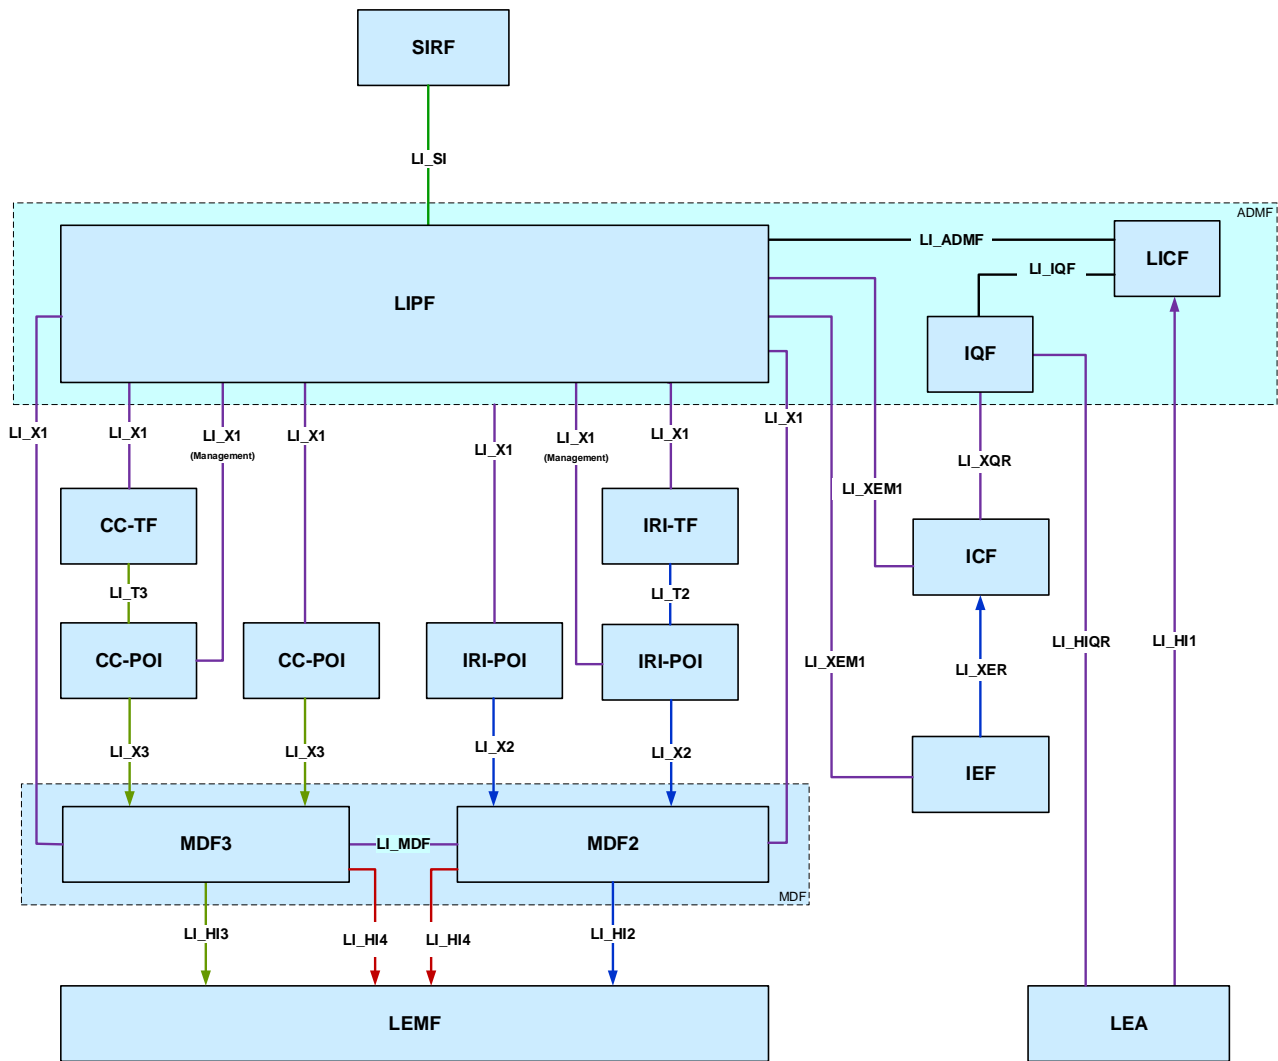 SIRF
LI_SI
ADMF
LI_ADMF
LICF
LI_IQF
LIPF
IQF
LI_X1
LI_X1
LI_X1
(Management)
LI_X1
LI_X1
LI_X1
(Management)
LI_X1
LI_X1
LI_XQR
LI_XEM1
CC-TF
IRI-TF
ICF
LI_T3
LI_T2
LI_HIQR
LI_HI1
CC-POI
CC-POI
IRI-POI
IRI-POI
LI_XEM1
LI_XER
LI_X3
LI_X3
LI_X2
LI_X2
IEF
MDF3
LI_MDF
MDF2
MDF
LI_HI3
LI_HI4
LI_HI4
LI_HI2
LEMF
LEA